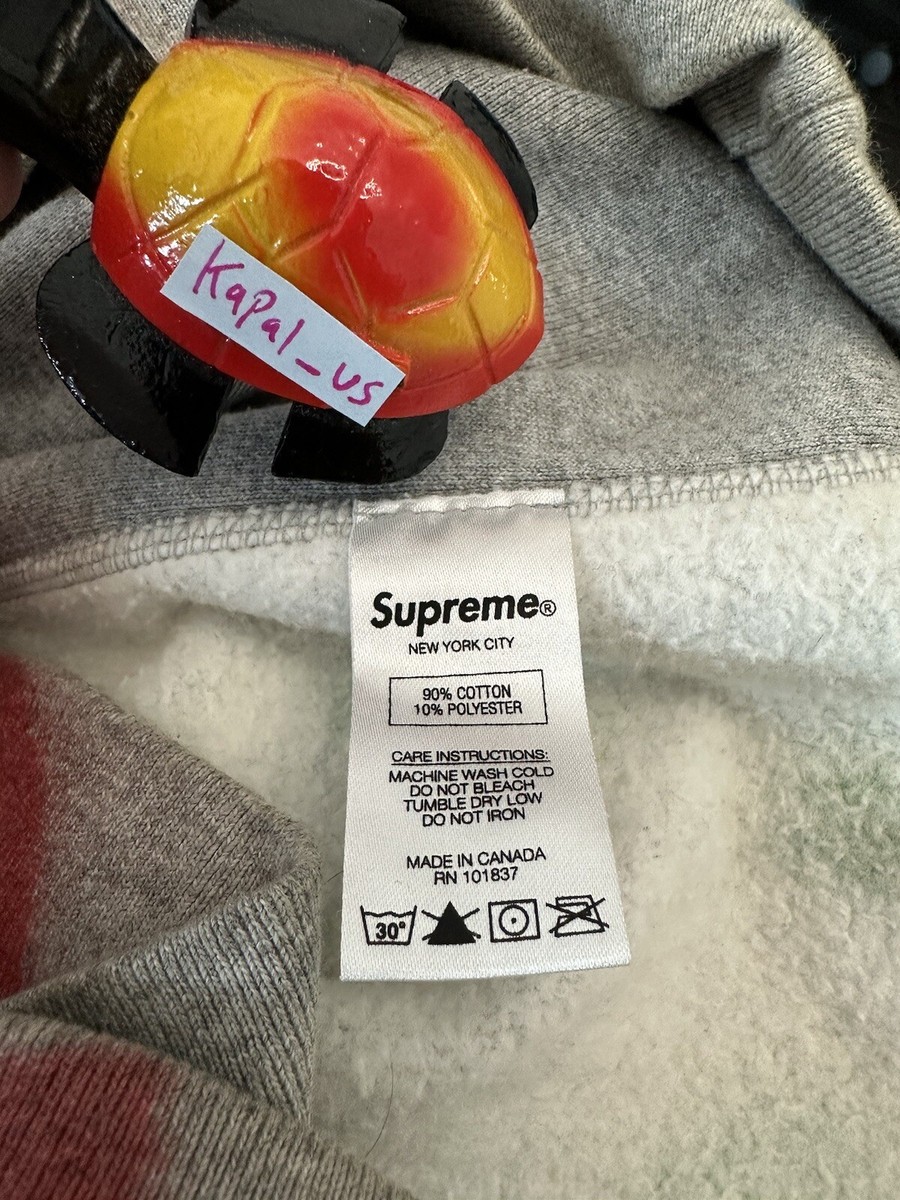 Kapal_us
Supreme®
NEW YORK CITY
90% COTTON
10% POLYESTER
CARE INSTRUCTIONS:
MACHINE WASH COLD
DO NOT BLEACH
TUMBLE DRY LOW
DO NOT IRON
MADE IN CANADA
RN 101837
30°